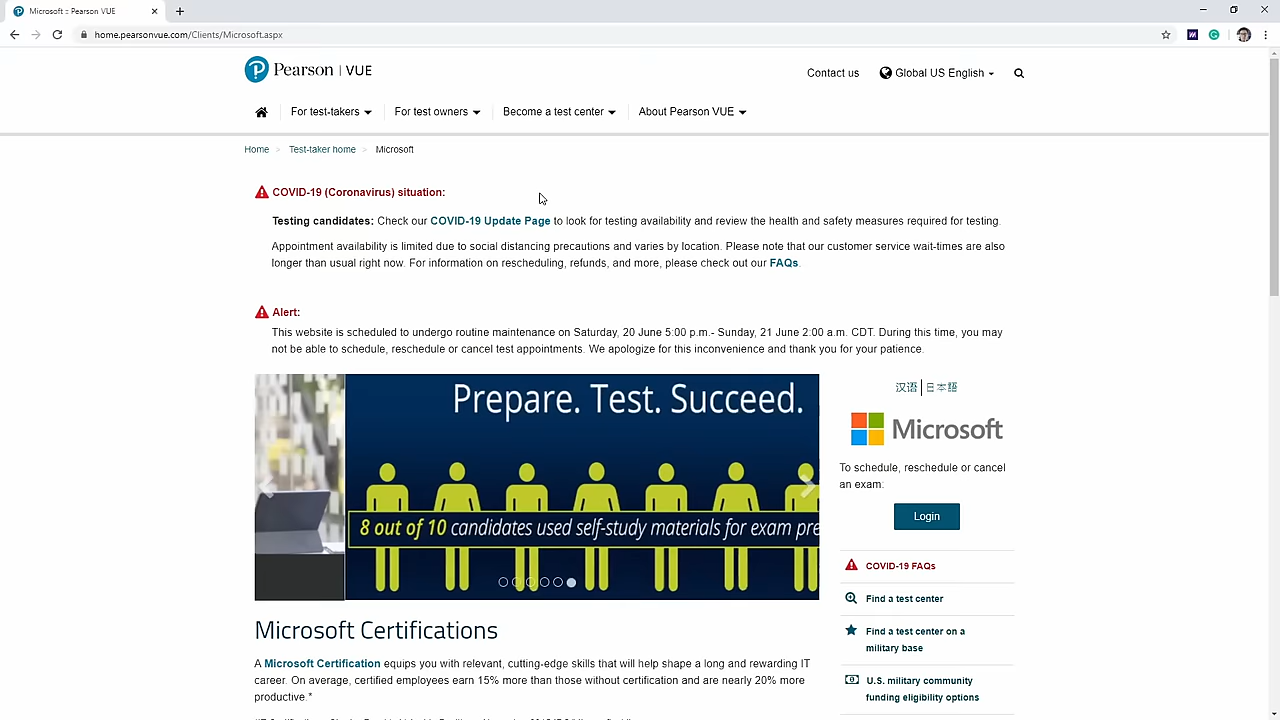 Microsoft :: Pearson VUE
home.pearsonvue.com/Clients/Microsoft.aspx
Pearson | VUE
Contact us
Global US English
For test-takers
For test owners
Become a test center
About Pearson VUE
Home > Test-taker home > Microsoft
COVID-19 (Coronavirus) situation:
Testing candidates: Check our COVID-19 Update Page to look for testing availability and review the health and safety measures required for testing.
Appointment availability is limited due to social distancing precautions and varies by location. Please note that our customer service wait-times are also
longer than usual right now. For information on rescheduling, refunds, and more, please check out our FAQs.
Alert:
This website is scheduled to undergo routine maintenance on Saturday, 20 June 5:00 p.m.- Sunday, 21 June 2:00 a.m. CDT. During this time, you may
not be able to schedule, reschedule or cancel test appointments. We apologize for this inconvenience and thank you for your patience.
Prepare. Test. Succeed.
8 out of 10 candidates used self-study materials for exam pre
汉语 | 日本語
Microsoft
To schedule, reschedule or cancel
an exam:
Login
COVID-19 FAQs
Find a test center
Find a test center on a
military base
U.S. military community
funding eligibility options
Microsoft Certifications
A Microsoft Certification equips you with relevant, cutting-edge skills that will help shape a long and rewarding IT
career. On average, certified employees earn 15% more than those without certification and are nearly 20% more
productive.*